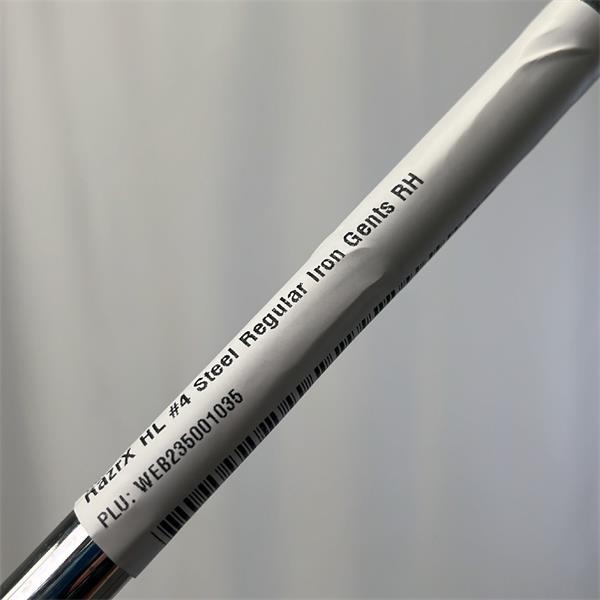 RazrX HL #4 Steel Regular Iron Gents RH
PLU: WEB235001035